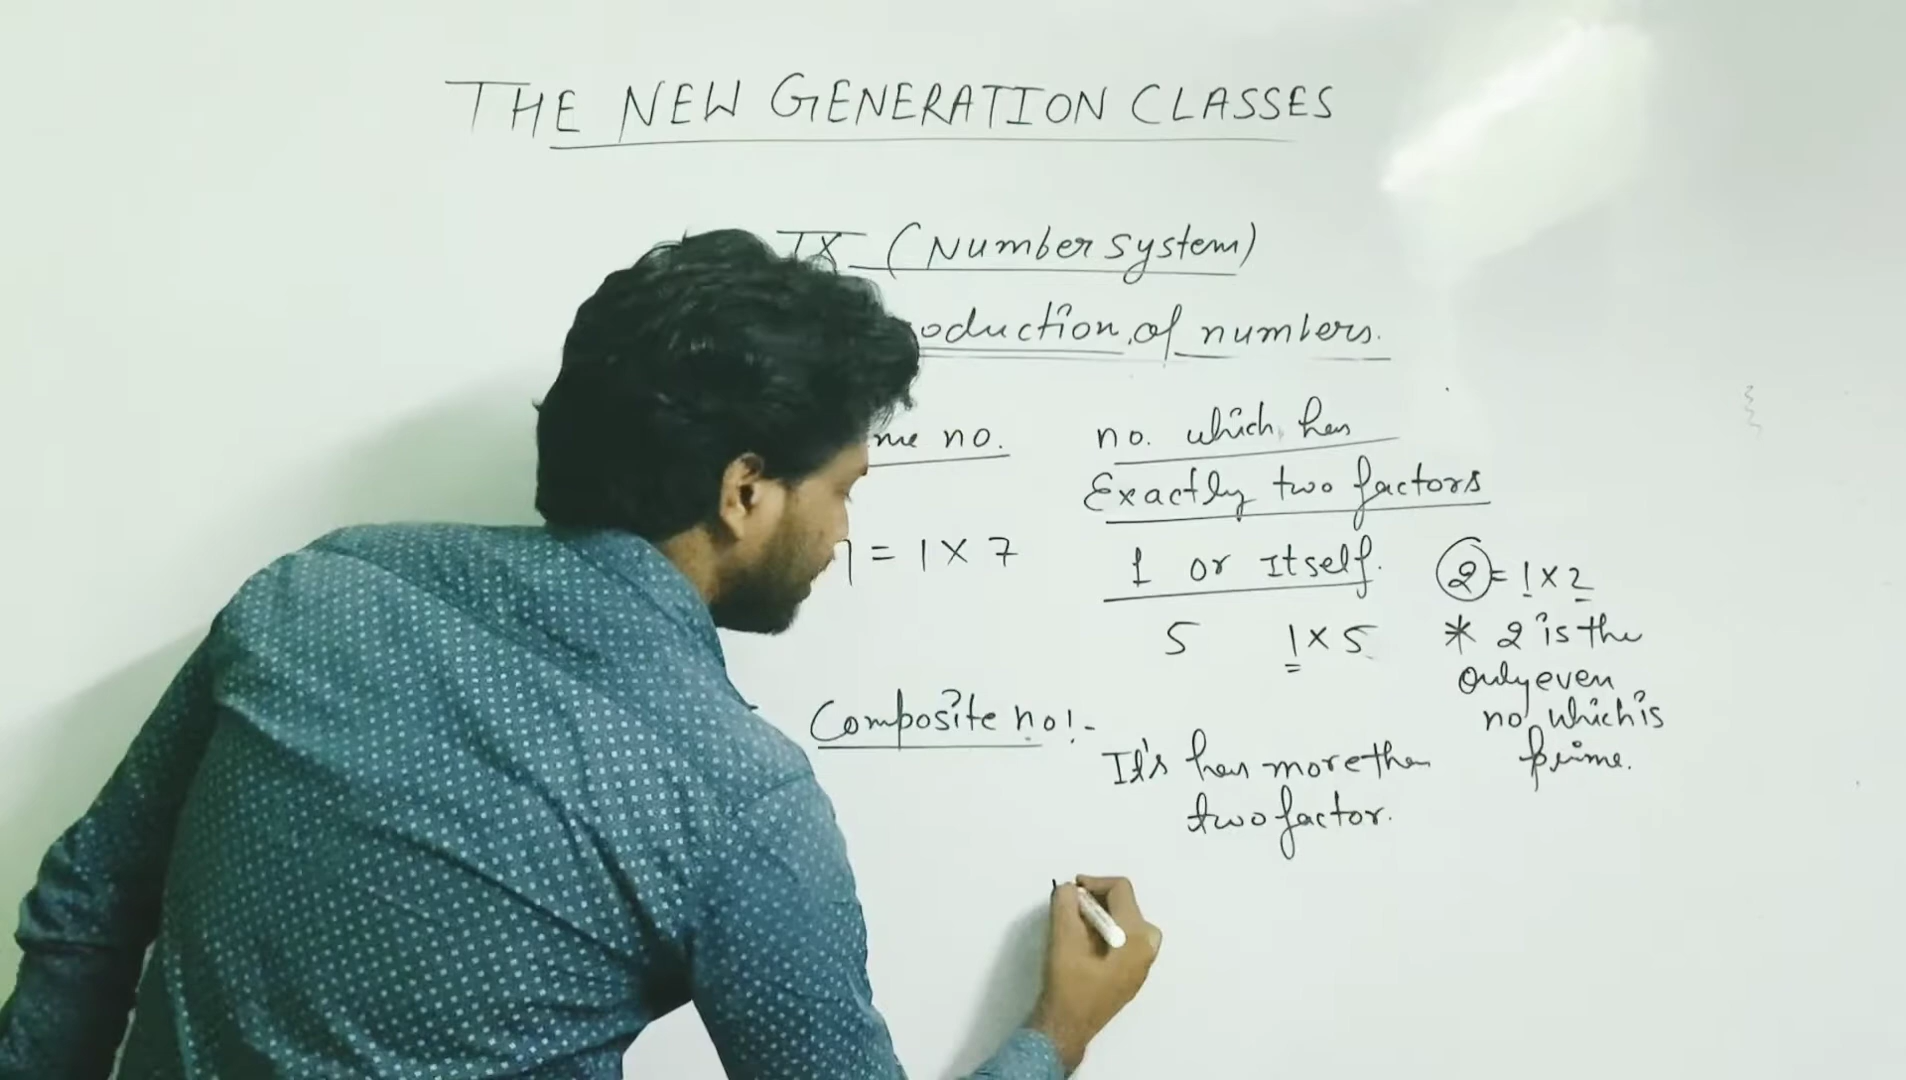 THE NEW GENERATION CLASSES
IX (Number system)
oduction of numbers.
me no.
no. which has
Exactly two factors
= 1 X 7
1 or Itself.
5 1 X 5
2 = 1 x 2
* 2 is the
only even
no which is
prime.
Composite no!-
It's has more than
two factor.